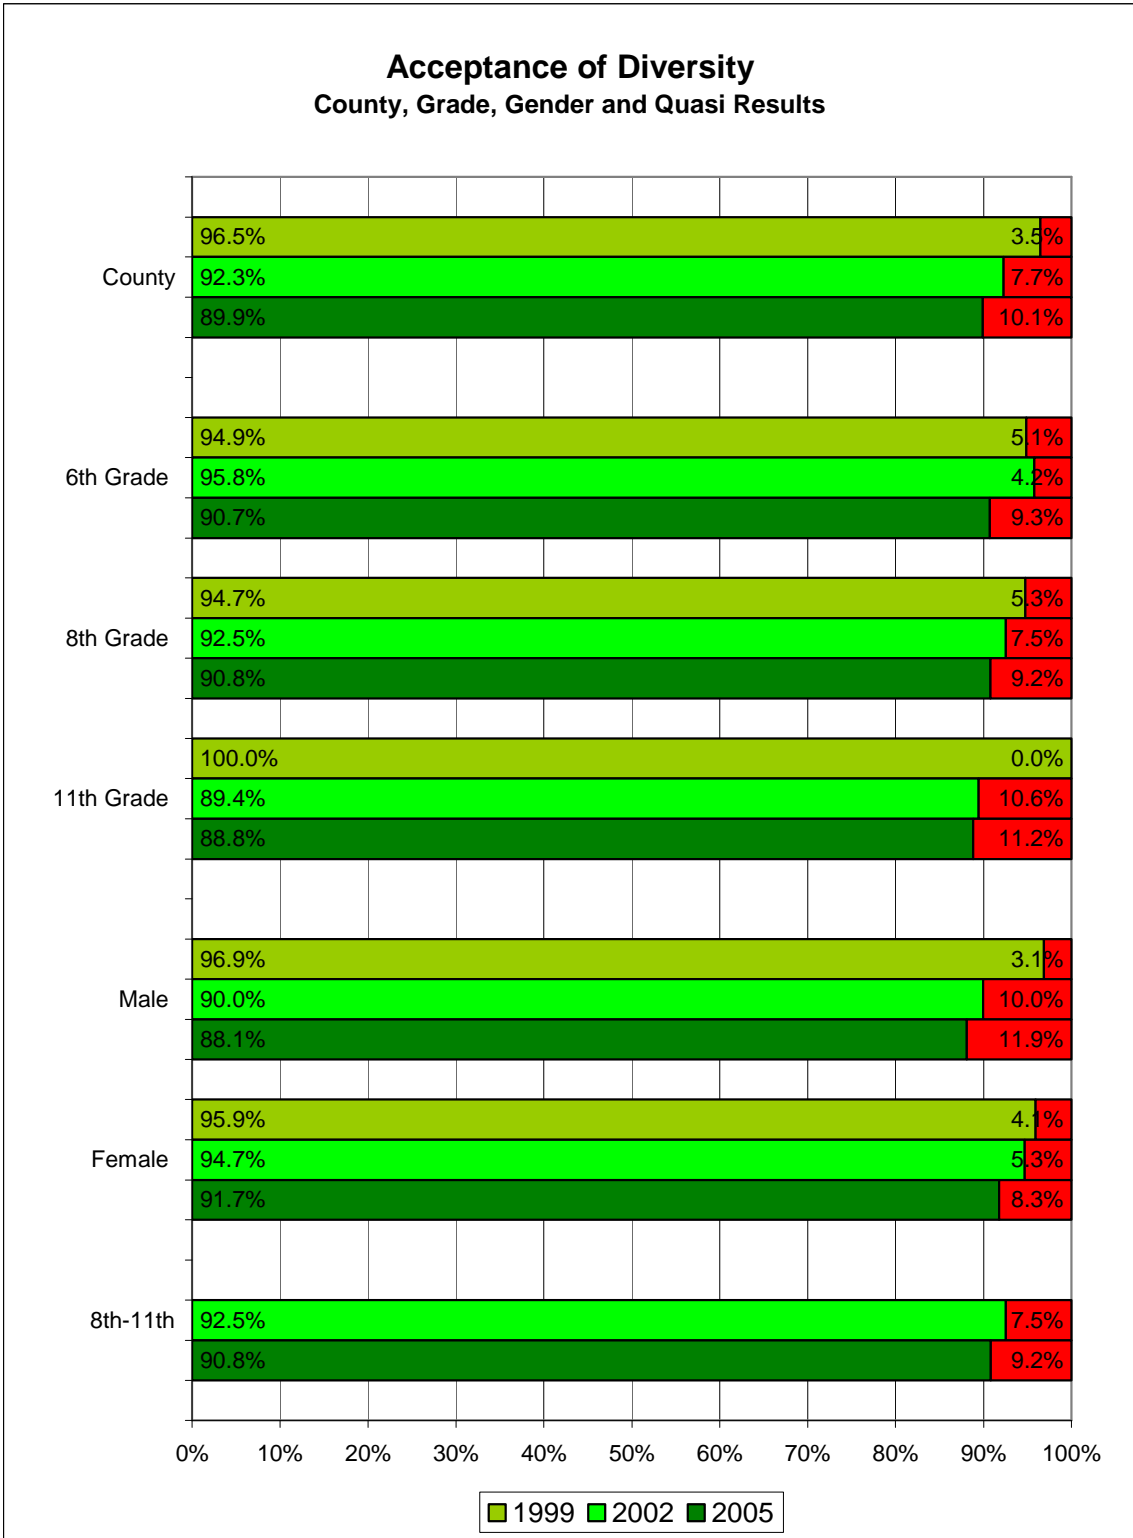 Acceptance of Diversity
County, Grade, Gender and Quasi Results
96.5% 3.5%
County 92.3% 7.7%
89.9% 10.1%
94.9% 5.1%
6th Grade 95.8% 4.2%
90.7% 9.3%
94.7% 5.3%
8th Grade 92.5% 7.5%
90.8% 9.2%
100.0% 0.0%
11th Grade 89.4% 10.6%
88.8% 11.2%
96.9% 3.1%
Male 90.0% 10.0%
88.1% 11.9%
95.9% 4.1%
Female 94.7% 5.3%
91.7% 8.3%
8th-11th 92.5% 7.5%
90.8% 9.2%
0% 10% 20% 30% 40% 50% 60% 70% 80% 90% 100%
1999 2002 2005